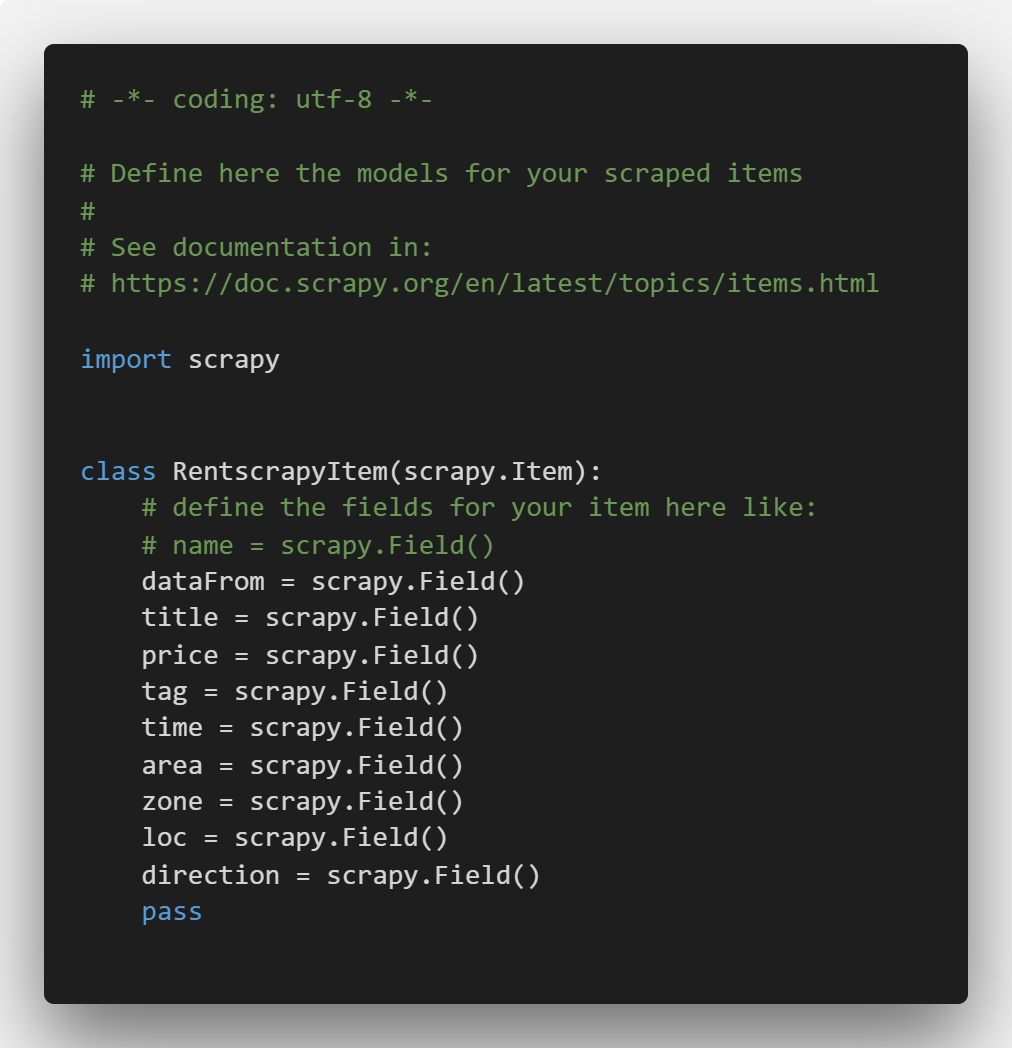 # -*- coding: utf-8 -*-
# Define here the models for your scraped items
#
# See documentation in:
# https://doc.scrapy.org/en/latest/topics/items.html
import scrapy
class RentscrapyItem(scrapy.Item):
    # define the fields for your item here like:
    # name = scrapy.Field()
    dataFrom = scrapy.Field()
    title = scrapy.Field()
    price = scrapy.Field()
    tag = scrapy.Field()
    time = scrapy.Field()
    area = scrapy.Field()
    zone = scrapy.Field()
    loc = scrapy.Field()
    direction = scrapy.Field()
    pass